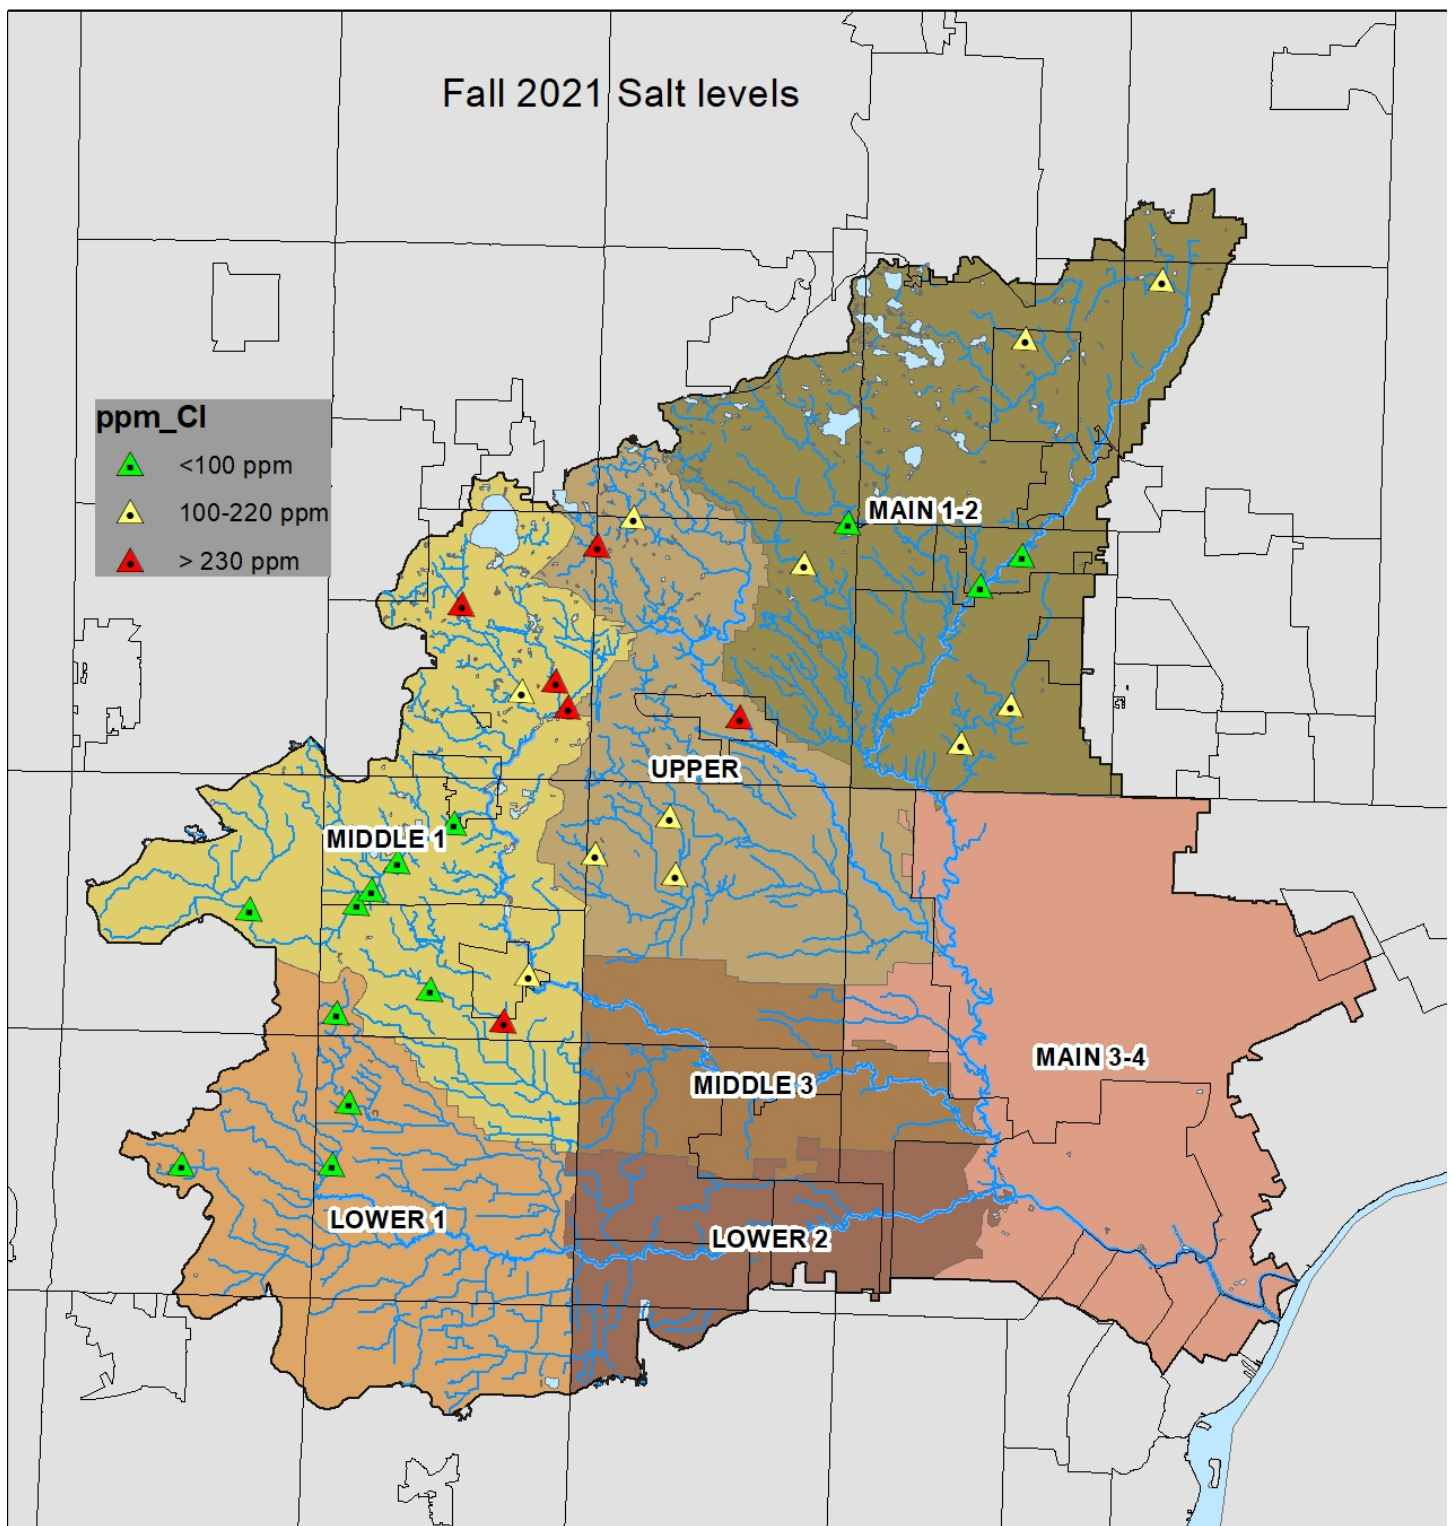 Fall 2021 Salt levels
ppm_Cl
<100 ppm
100-220 ppm
> 230 ppm
MAIN 1-2
UPPER
MIDDLE 1
MAIN 3-4
MIDDLE 3
LOWER 1
LOWER 2